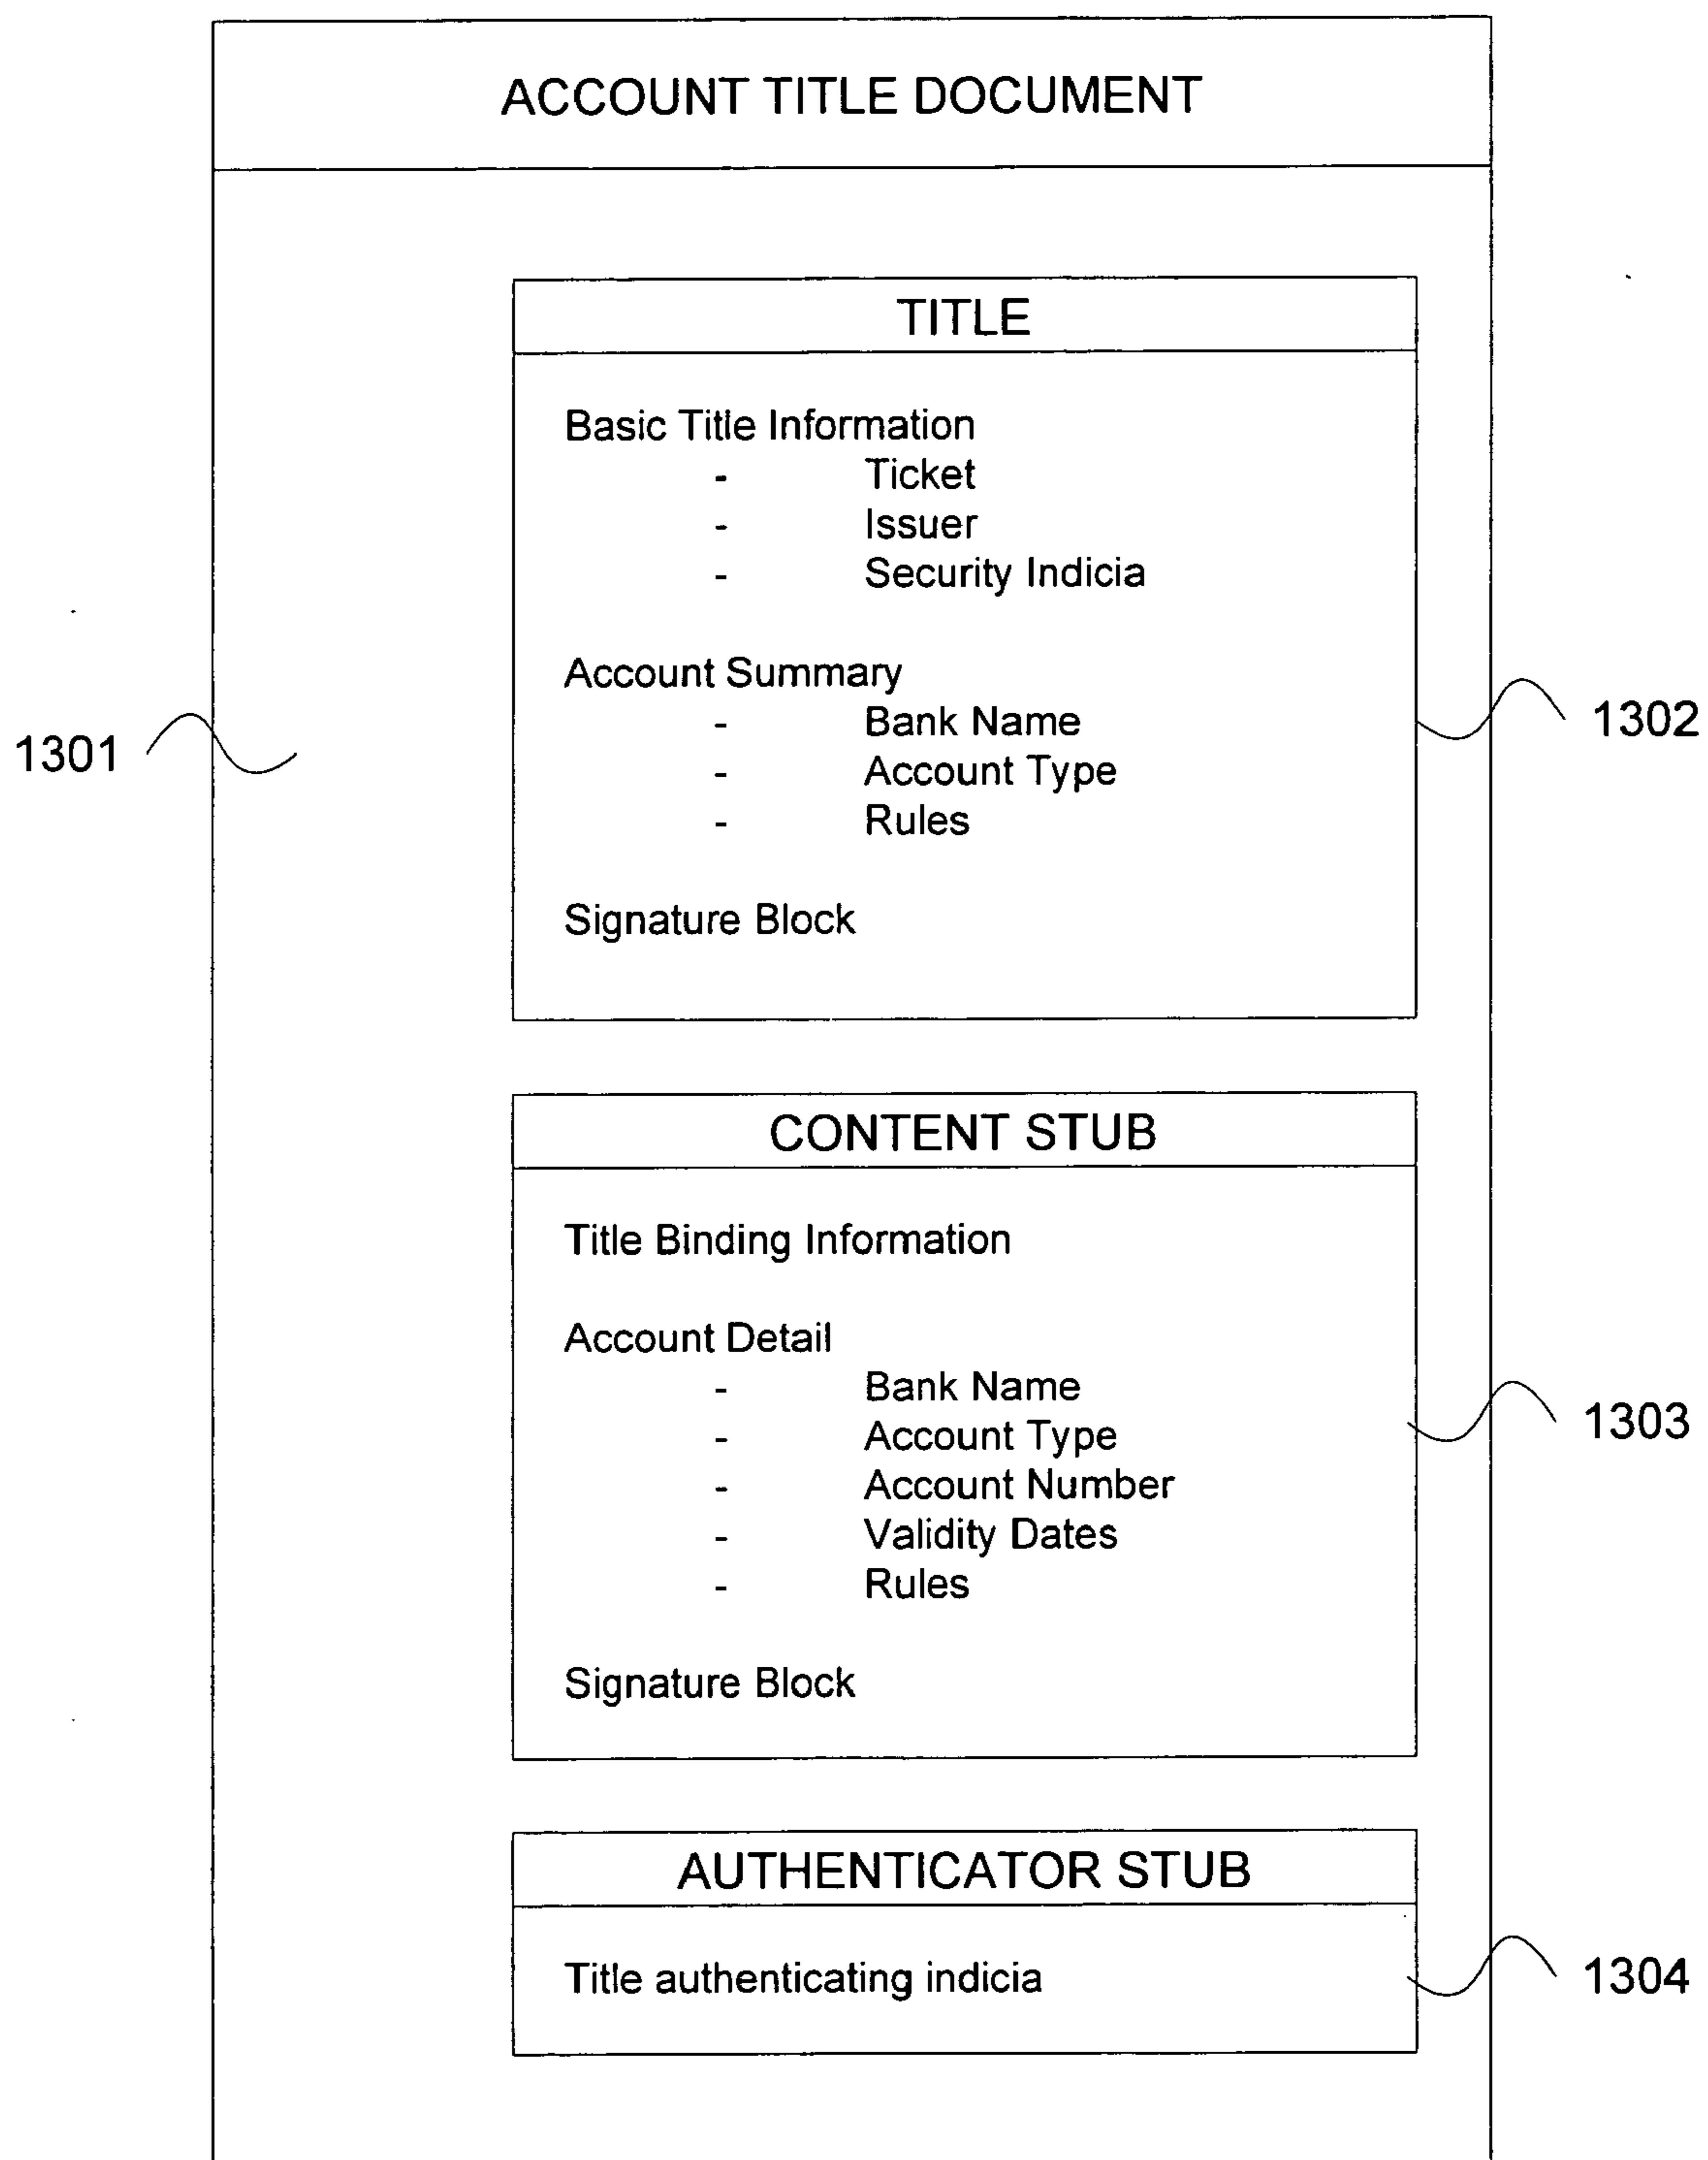 ACCOUNT TITLE DOCUMENT
TITLE
Basic Title Information
- Ticket
- Issuer
- Security Indicia
Account Summary
- Bank Name
- Account Type
- Rules
Signature Block
1301
1302
CONTENT STUB
Title Binding Information
Account Detail
- Bank Name
- Account Type
- Account Number
- Validity Dates
- Rules
Signature Block
1303
AUTHENTICATOR STUB
Title authenticating indicia
1304